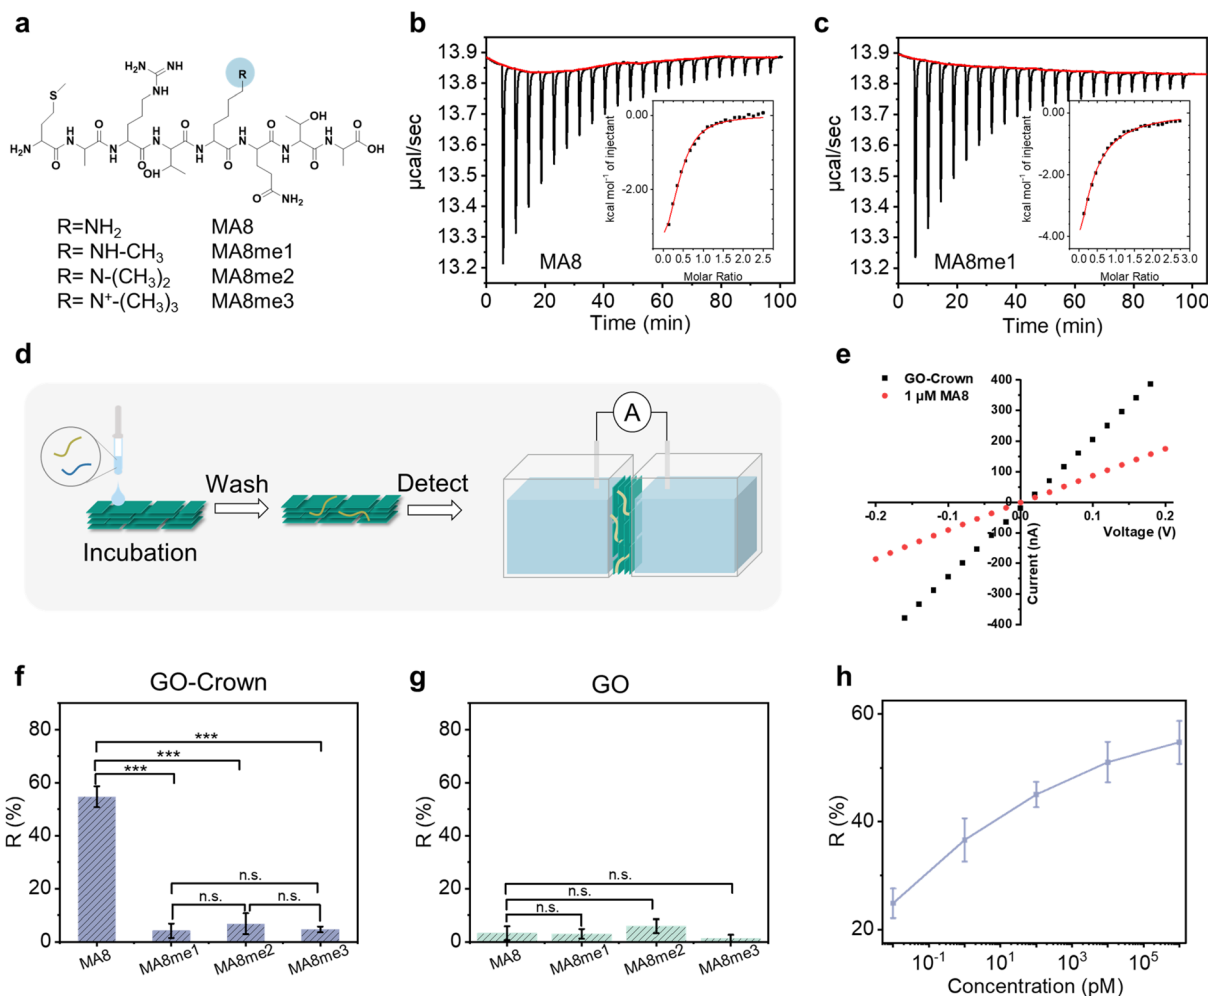 a
H₂N
NH
NH
R
S
H₂N
O
H
N
O
N
H
O
H
N
O
N
H
O
H
N
O
N
H
OH
O
H
N
O
OH
OH
O
NH₂
R=NH₂ MA8
R= NH-CH₃ MA8me1
R= N-(CH₃)₂ MA8me2
R= N⁺-(CH₃)₃ MA8me3
b
13.9
13.8
13.7
13.6
13.5
13.4
13.3
13.2
µcal/sec
0 20 40 60 80 100
Time (min)
MA8
0.00
-2.00
kcal mol⁻¹ of injectant
0.0 0.5 1.0 1.5 2.0 2.5
Molar Ratio
c
13.9
13.8
13.7
13.6
13.5
13.4
13.3
13.2
µcal/sec
0 20 40 60 80 100
Time (min)
MA8me1
0.00
-2.00
-4.00
kcal mol⁻¹ of injectant
0.0 0.5 1.0 1.5 2.0 2.5 3.0
Molar Ratio
d
Incubation
Wash
Detect
A
e
GO-Crown
1 µM MA8
400
300
200
100
0
-100
-200
-300
-400
-0.2 -0.1 0.0 0.1 0.2
Voltage (V)
Current (nA)
f
GO-Crown
80
60
40
20
0
R (%)
***
***
***
n.s.
n.s.
n.s.
MA8 MA8me1 MA8me2 MA8me3
g
GO
80
60
40
20
0
R (%)
n.s.
n.s.
n.s.
MA8 MA8me1 MA8me2 MA8me3
h
60
40
20
R (%)
10⁻¹ 10¹ 10³ 10⁵
Concentration (pM)